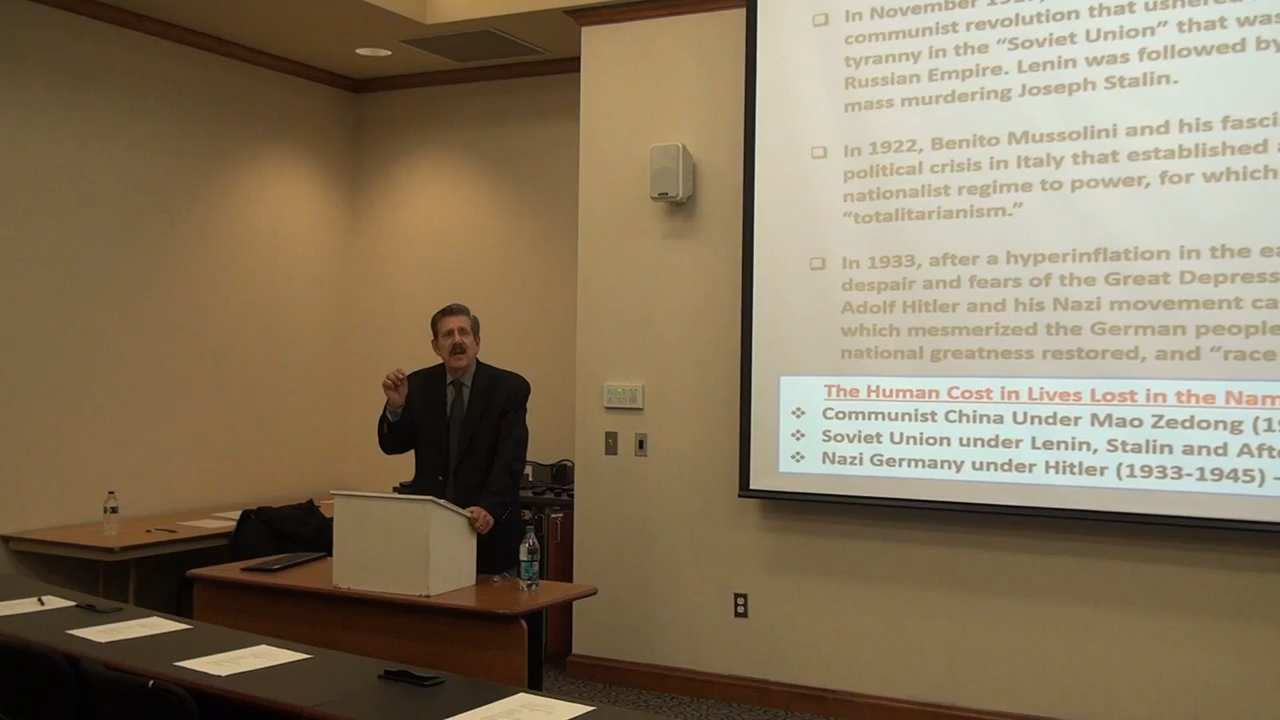 In November
communist revolution that ushered
tyranny in the “Soviet Union” that was
Russian Empire. Lenin was followed by
mass murdering Joseph Stalin.
In 1922, Benito Mussolini and his fasci
political crisis in Italy that established a
nationalist regime to power, for which
“totalitarianism.”
In 1933, after a hyperinflation in the ea
despair and fears of the Great Depress
Adolf Hitler and his Nazi movement ca
which mesmerized the German people
national greatness restored, and “race
The Human Cost in Lives Lost in the Nam
Communist China Under Mao Zedong (19
Soviet Union under Lenin, Stalin and Afte
Nazi Germany under Hitler (1933-1945) -